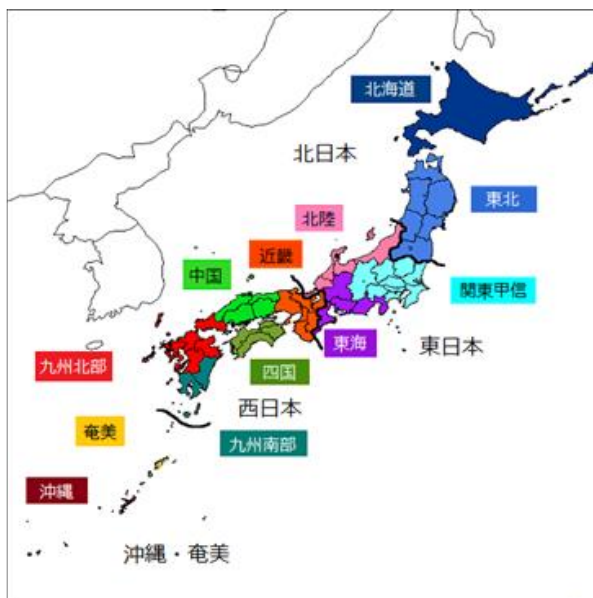 北海道
北日本
東北
北陸
近畿
中国
関東甲信
東海
東日本
九州北部
四国
西日本
奄美
九州南部
沖縄
沖縄・奄美